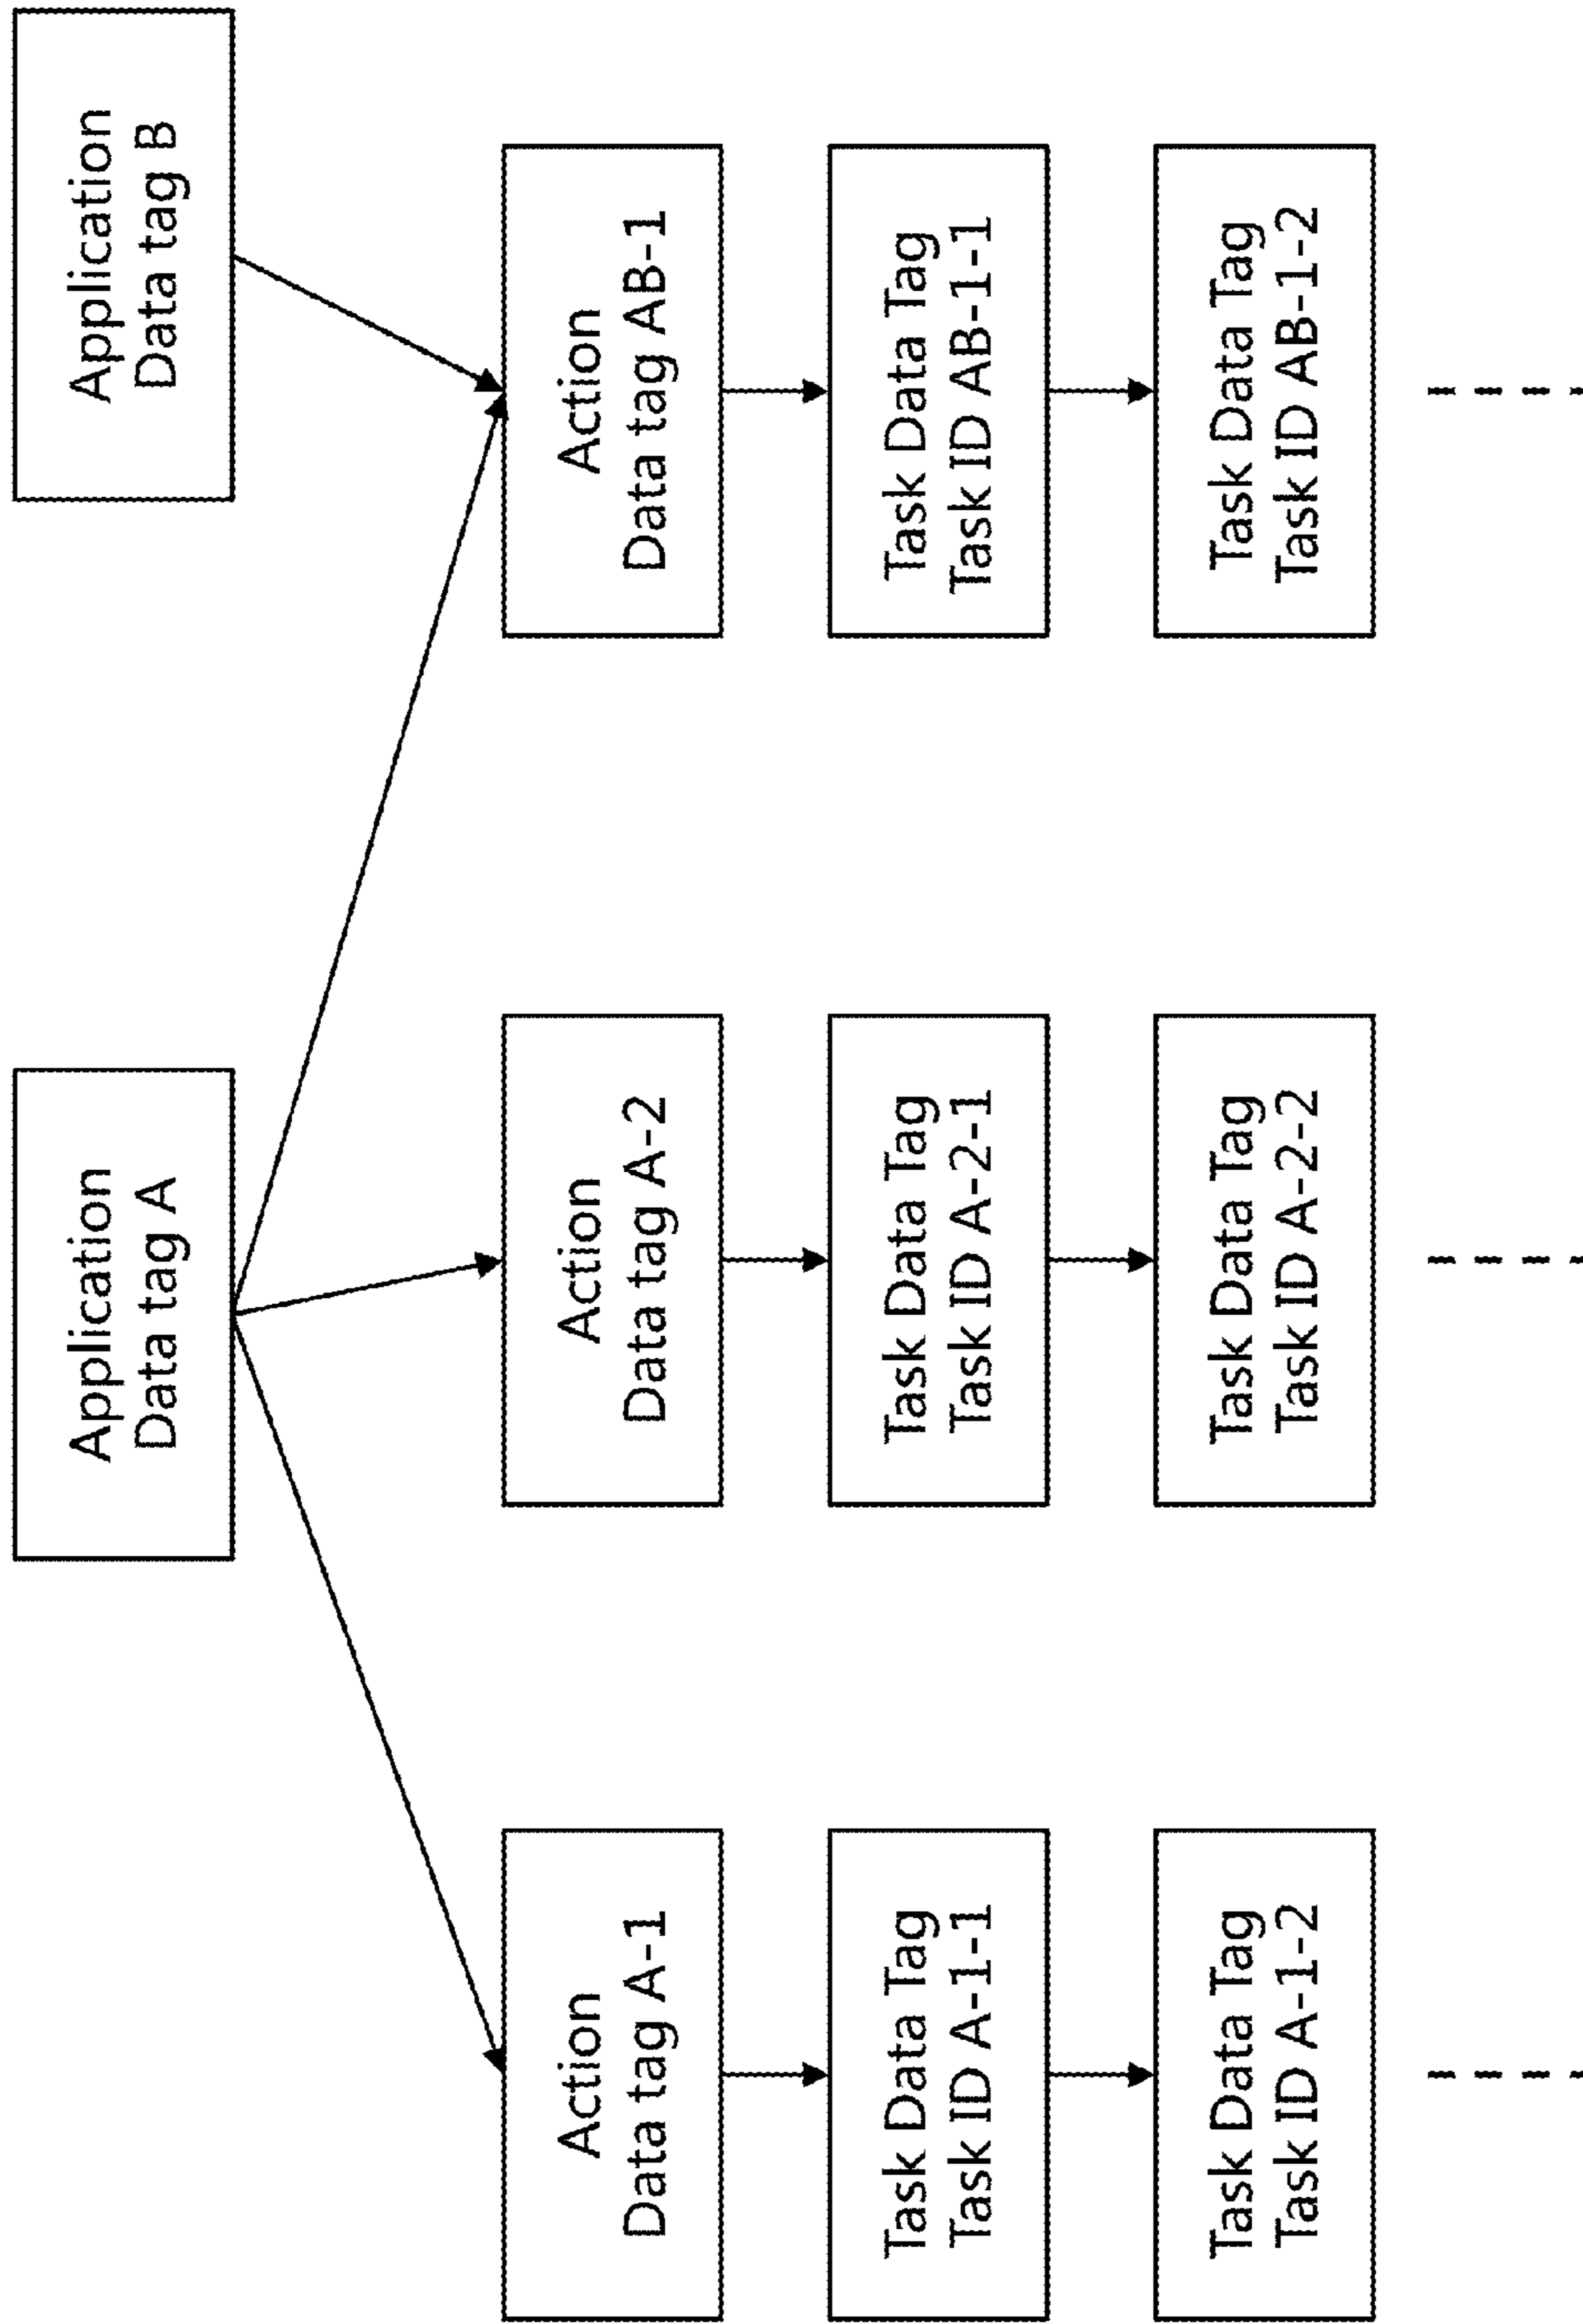 Application
Data tag A
Application
Data tag B
Action
Data tag A-1
Action
Data tag A-2
Action
Data tag AB-1
Task Data Tag
Task ID A-1-1
Task Data Tag
Task ID A-2-1
Task Data Tag
Task ID AB-1-1
Task Data Tag
Task ID A-1-2
Task Data Tag
Task ID A-2-2
Task Data Tag
Task ID AB-1-2